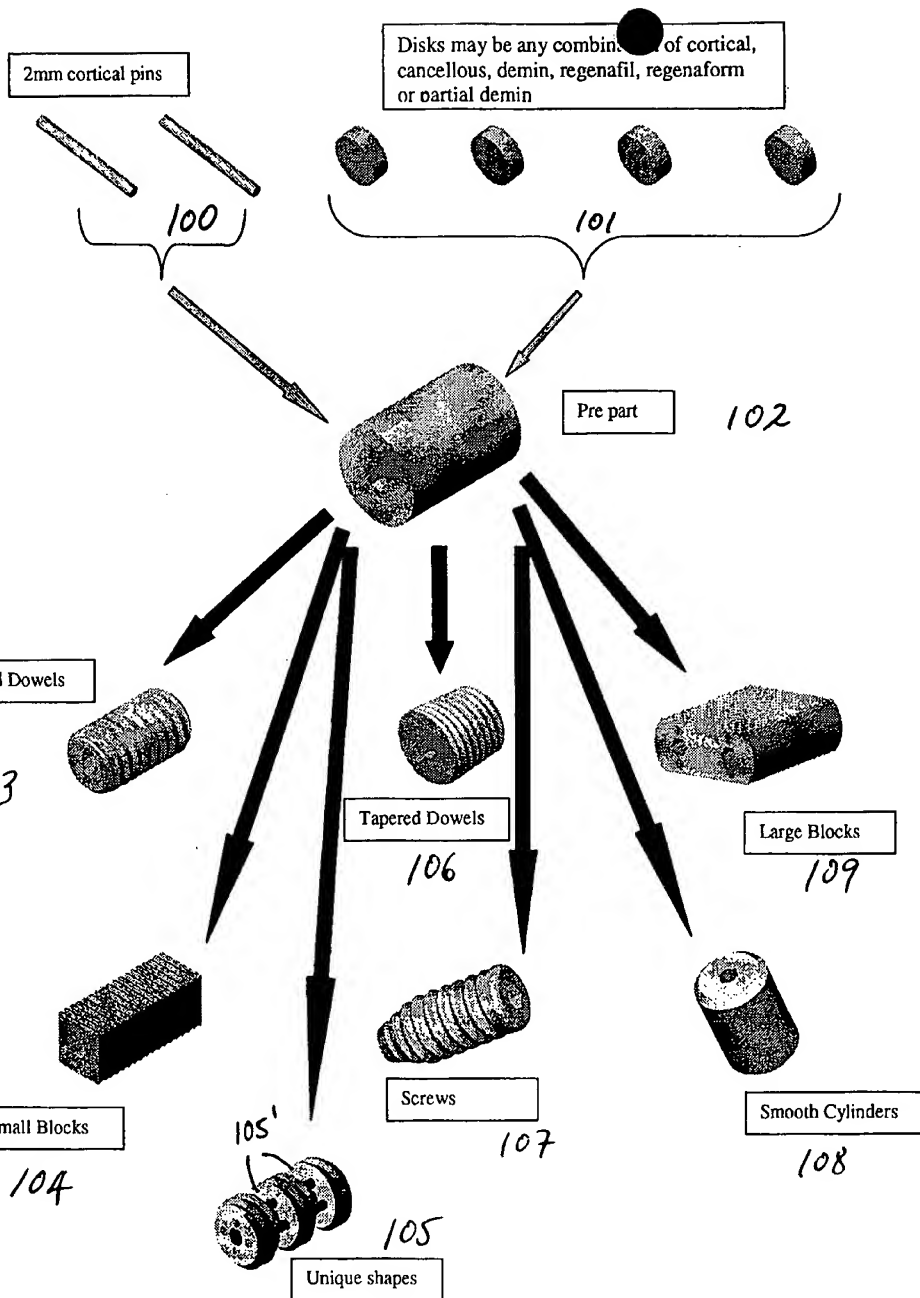 2mm cortical pins
Disks may be any of cortical,
cancellous, demin, regenafil, regenaform
or partial demin
100
101
Pre part
102
Dowels
3
Tapered Dowels
106
Large Blocks
109
mall Blocks
104
105'
105
Unique shapes
Screws
107
Smooth Cylinders
108